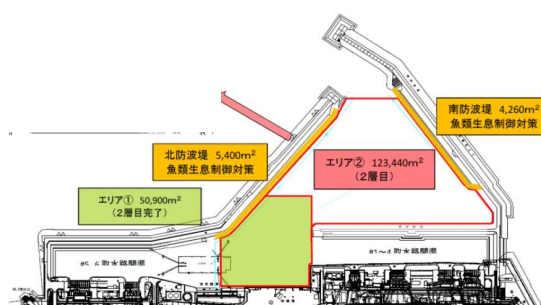 南防波堤 4,260m²
魚類生息制御対策
北防波堤 5,400m²
魚類生息制御対策
エリア② 123,440m²
(2層目)
エリア① 50,900m²
(2層目完了)
#5, 6 取水路開渠
#1~4 取水路開渠